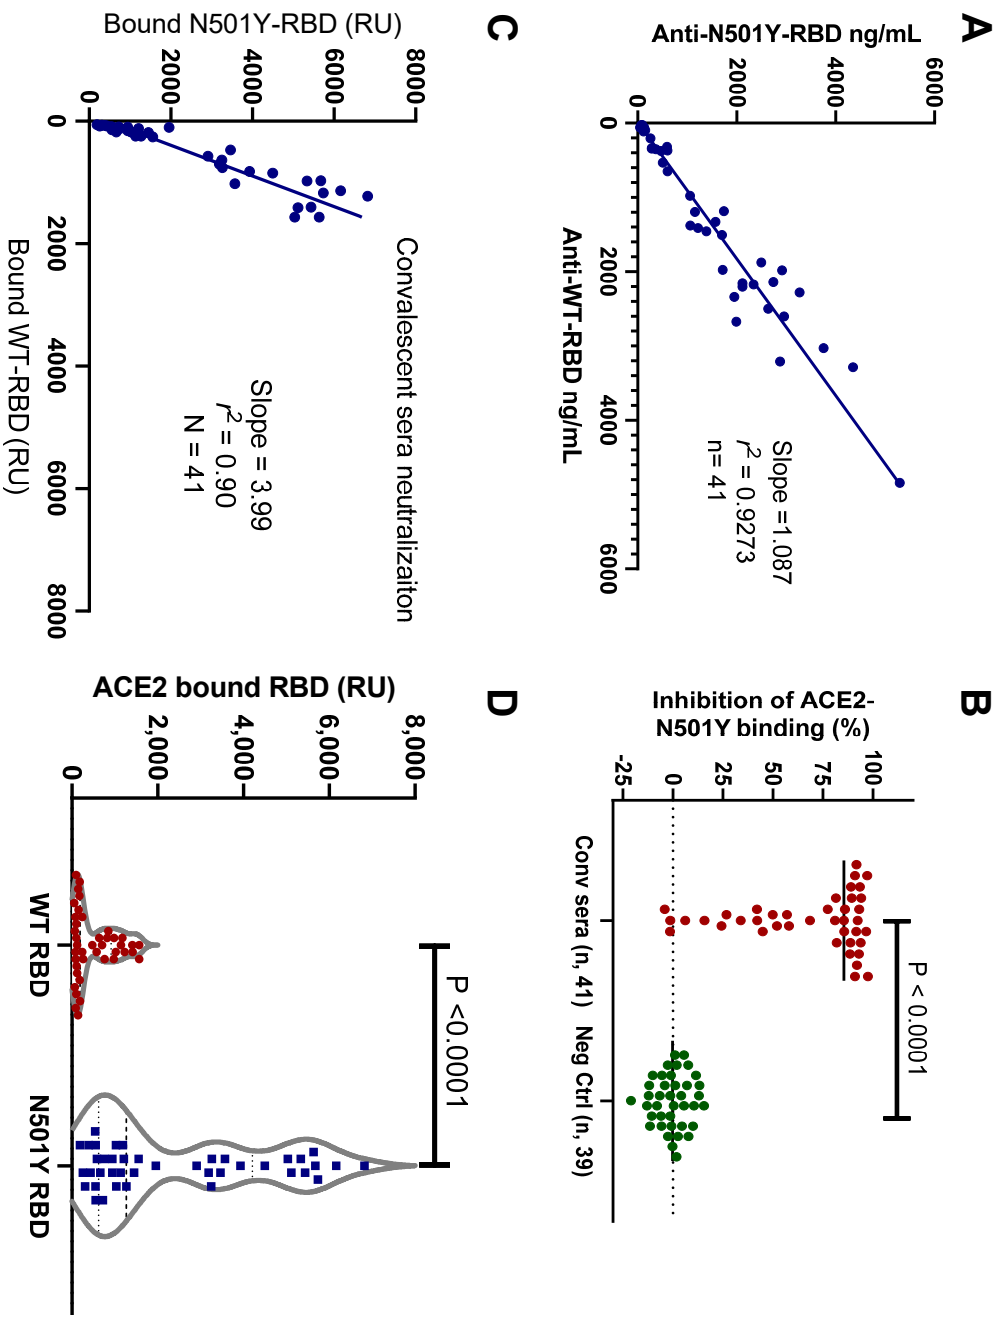 A
Anti-N501Y-RBD ng/mL
6000
4000
2000
0
0
2000
4000
6000
Anti-WT-RBD ng/mL
Slope =1.087
r2 = 0.9273
n= 41
B
Inhibition of ACE2-
N501Y binding (%)
100
75
50
25
0
-25
P < 0.0001
Conv sera (n, 41)
Neg Ctrl (n, 39)
C
Bound N501Y-RBD (RU)
8000
6000
4000
2000
0
0
2000
4000
6000
8000
Bound WT-RBD (RU)
Convalescent sera neutralizaiton
Slope = 3.99
r2 = 0.90
N = 41
D
ACE2 bound RBD (RU)
8,000
6,000
4,000
2,000
0
P <0.0001
WT RBD
N501Y RBD